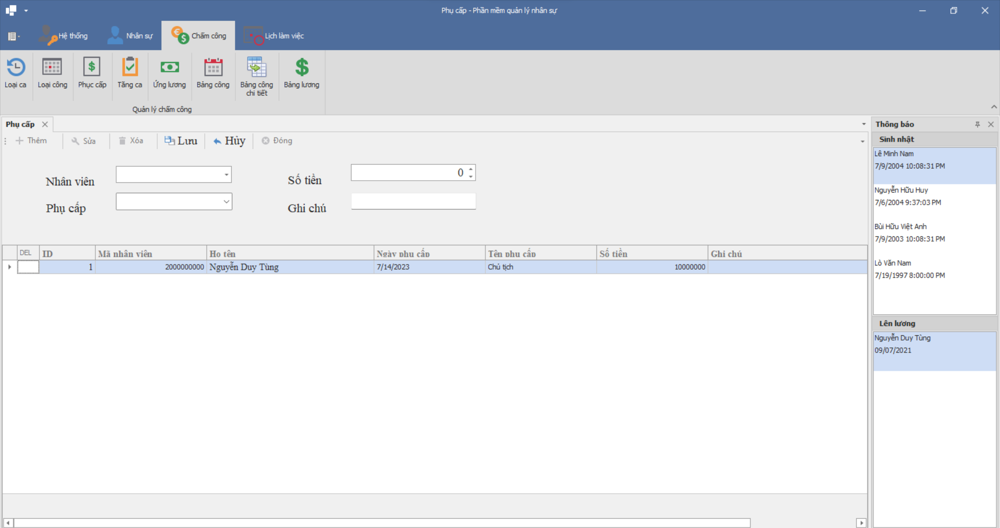 Phụ cấp - Phần mềm quản lý nhân sự
Hệ thống
Nhân sự
Chấm công
Lịch làm việc
Loại ca
Loại công
Phục cấp
Tăng ca
Ứng lương
Bảng công
Bảng công
chi tiết
Bảng lương
Quản lý chấm công
Phụ cấp
Thêm
Sửa
Xóa
Lưu
Hủy
Đóng
Nhân viên
Số tiền
0
Phụ cấp
Ghi chú
DEL ID Mã nhân viên Họ tên Ngày phụ cấp Tên phụ cấp Số tiền Ghi chú
1 2000000000 Nguyễn Duy Tùng 7/14/2023 Chủ tịch 10000000
Thông báo
Sinh nhật
Lê Minh Nam
7/9/2004 10:08:31 PM
Nguyễn Hữu Huy
7/6/2004 9:37:03 PM
Bùi Hữu Việt Anh
7/9/2003 10:08:31 PM
Lò Văn Nam
7/19/1997 8:00:00 PM
Lên lương
Nguyễn Duy Tùng
09/07/2021